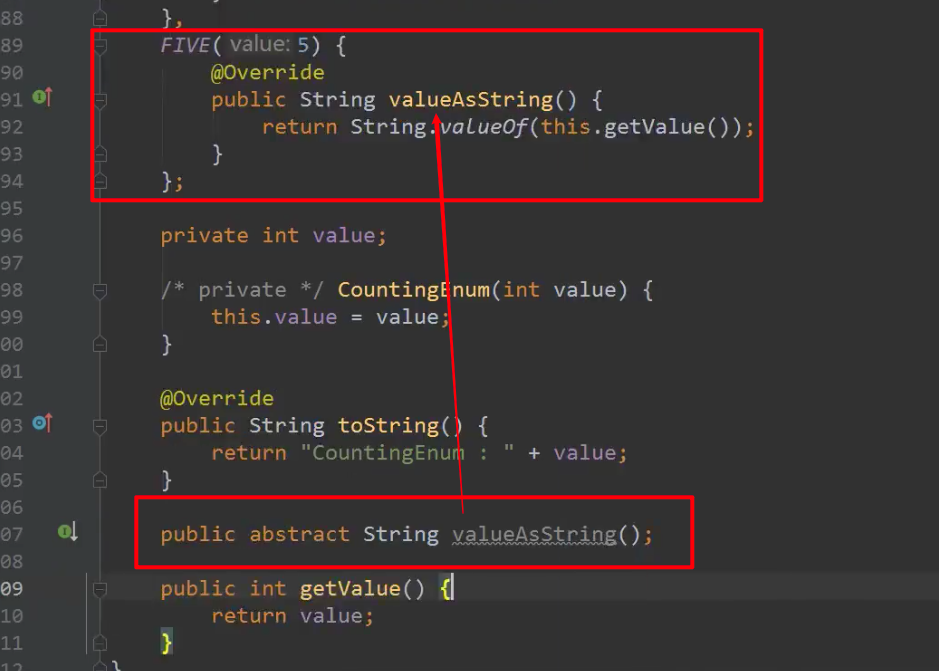 88 },
89 FIVE( value: 5) {
90 @Override
91 public String valueAsString() {
92 return String.valueOf(this.getValue());
93 }
94 };
95
96 private int value;
97
98 /* private */ CountingEnum(int value) {
99 this.value = value;
00 }
01
02 @Override
03 public String toString() {
04 return "CountingEnum : " + value;
05 }
06
07 public abstract String valueAsString();
08
09 public int getValue() {
10 return value;
11 }
12 }